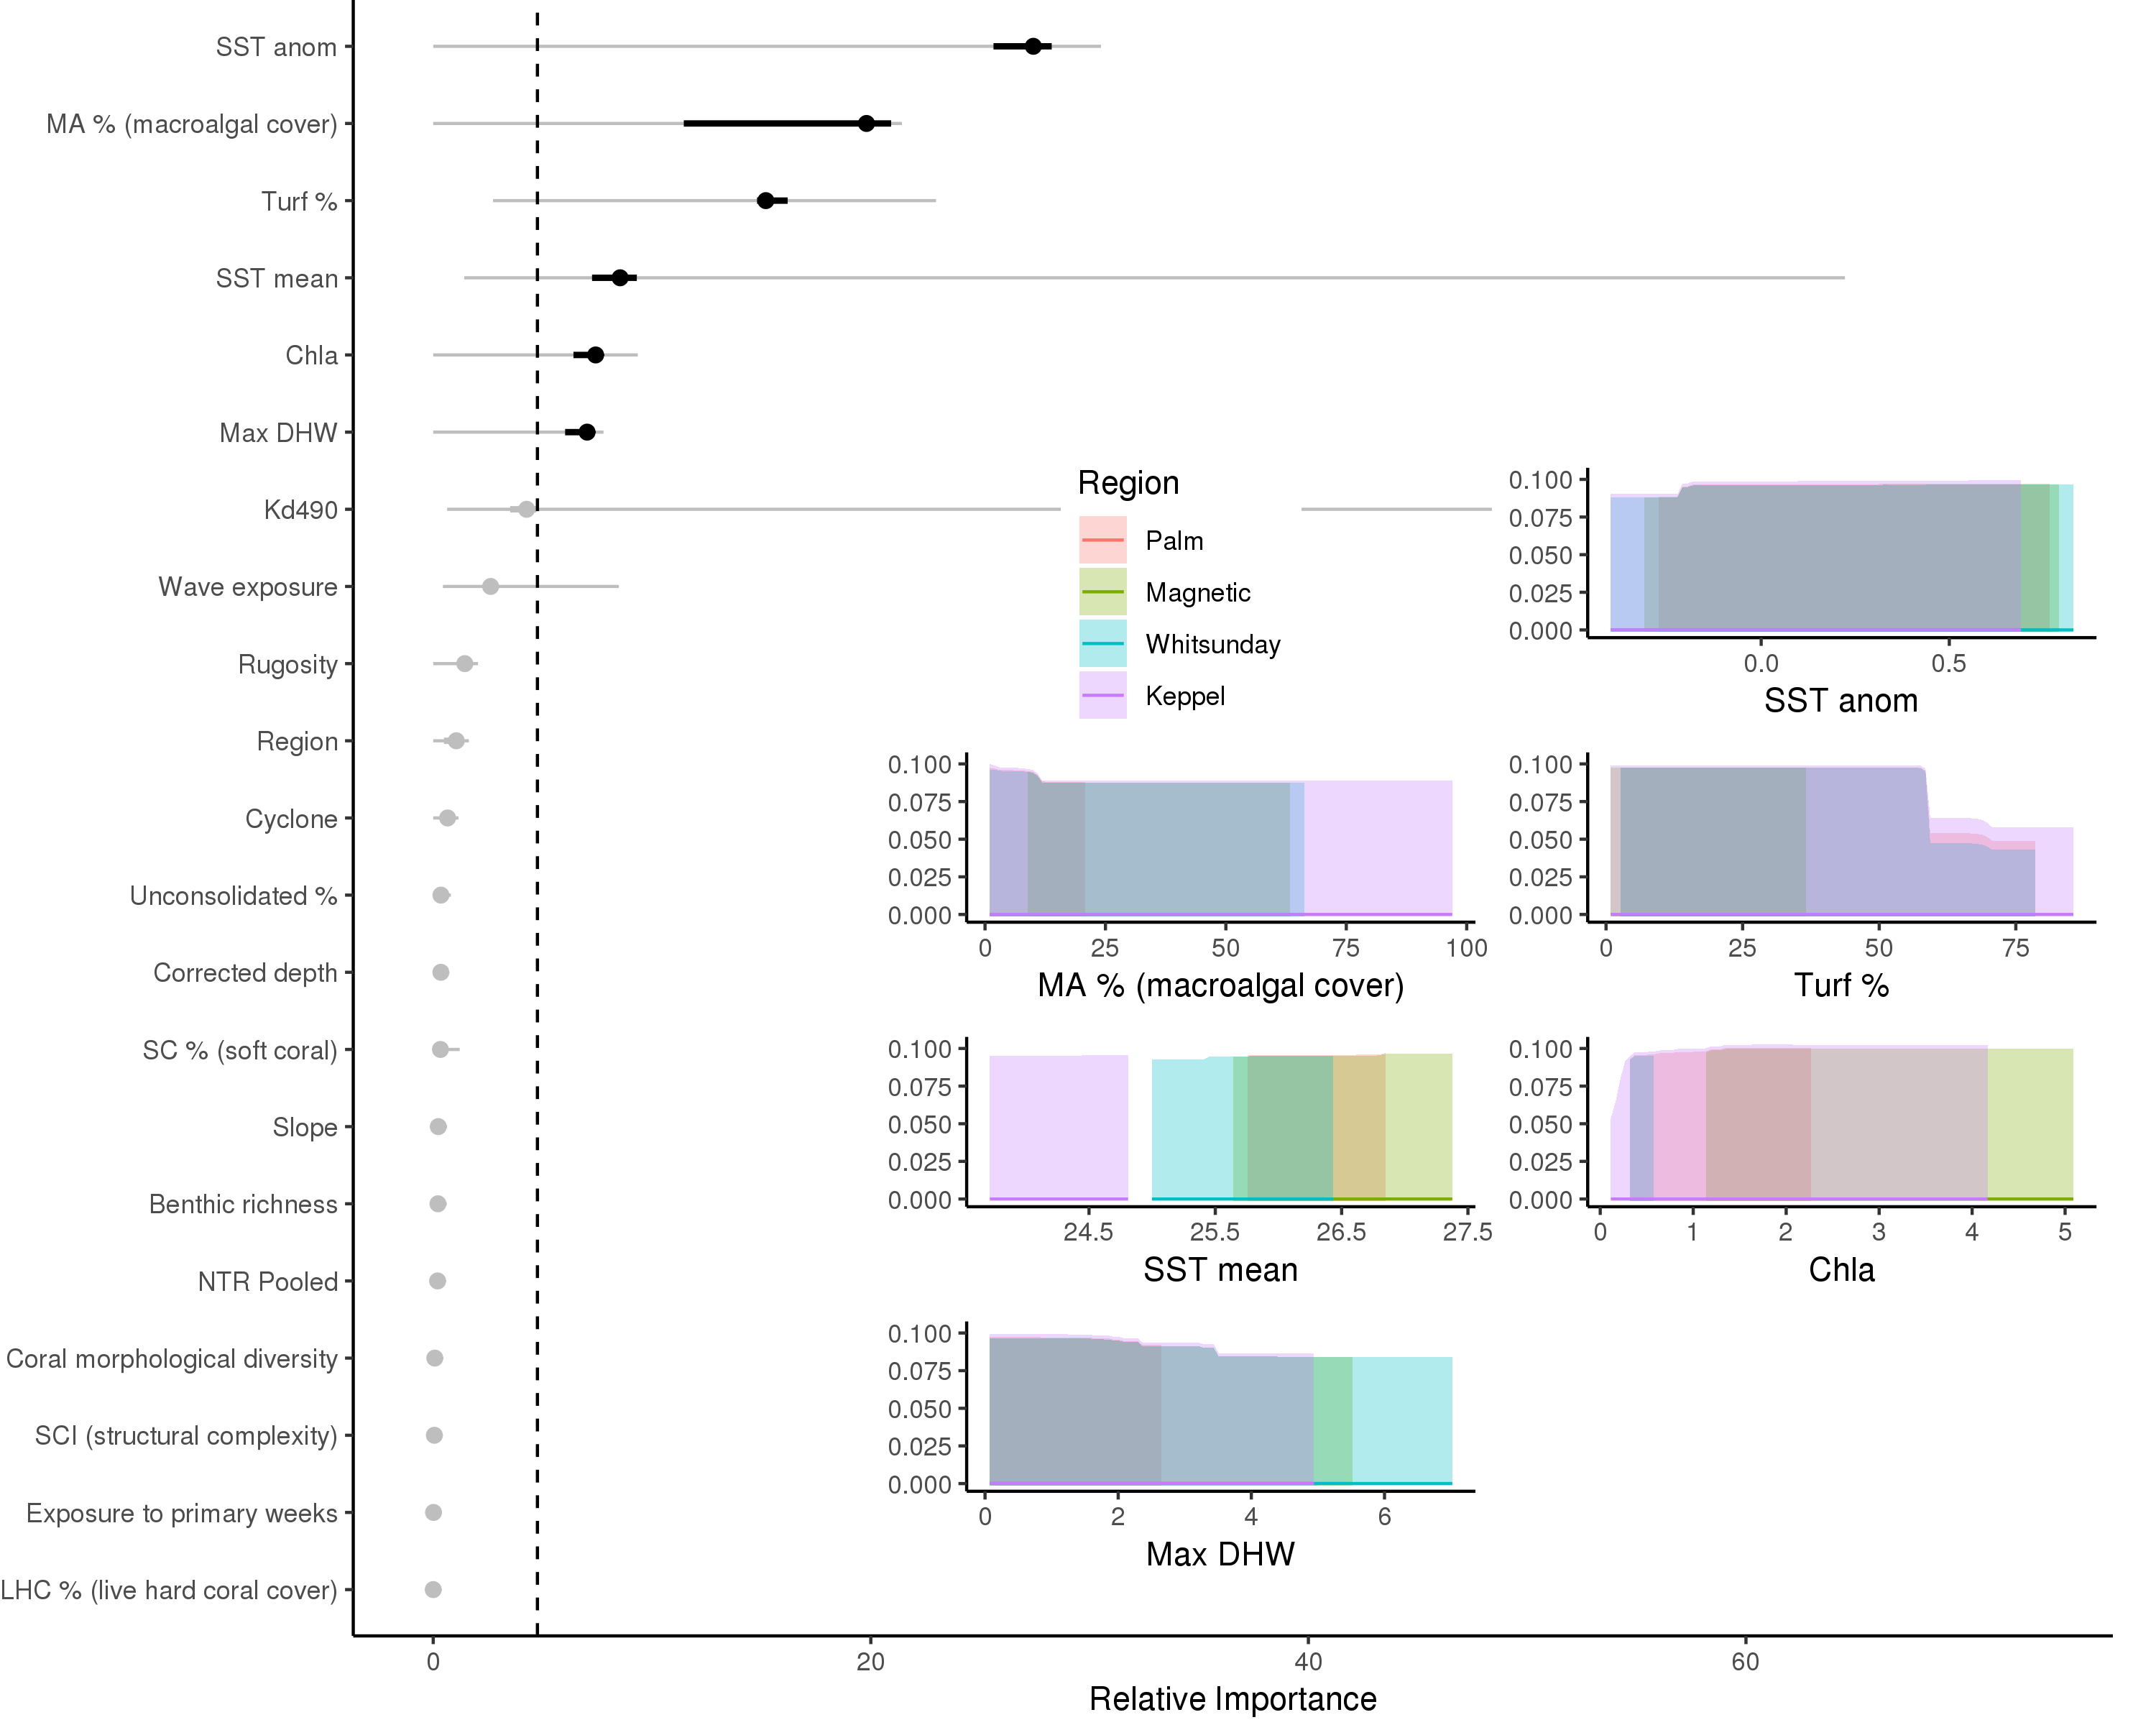 SST anom
MA % (macroalgal cover)
Turf %
SST mean
Chla
Max DHW
Kd490
Wave exposure
Rugosity
Region
Cyclone
Unconsolidated %
Corrected depth
SC % (soft coral)
Slope
Benthic richness
NTR Pooled
Coral morphological diversity
SCI (structural complexity)
Exposure to primary weeks
LHC % (live hard coral cover)
0 20 40 60
Relative Importance
Region
Palm
Magnetic
Whitsunday
Keppel
0.100
0.075
0.050
0.025
0.000
0.0 0.5
SST anom
0.100
0.075
0.050
0.025
0.000
0 25 50 75 100
MA % (macroalgal cover)
0.100
0.075
0.050
0.025
0.000
0 25 50 75
Turf %
0.100
0.075
0.050
0.025
0.000
24.5 25.5 26.5 27.5
SST mean
0.100
0.075
0.050
0.025
0.000
0 1 2 3 4 5
Chla
0.100
0.075
0.050
0.025
0.000
0 2 4 6
Max DHW